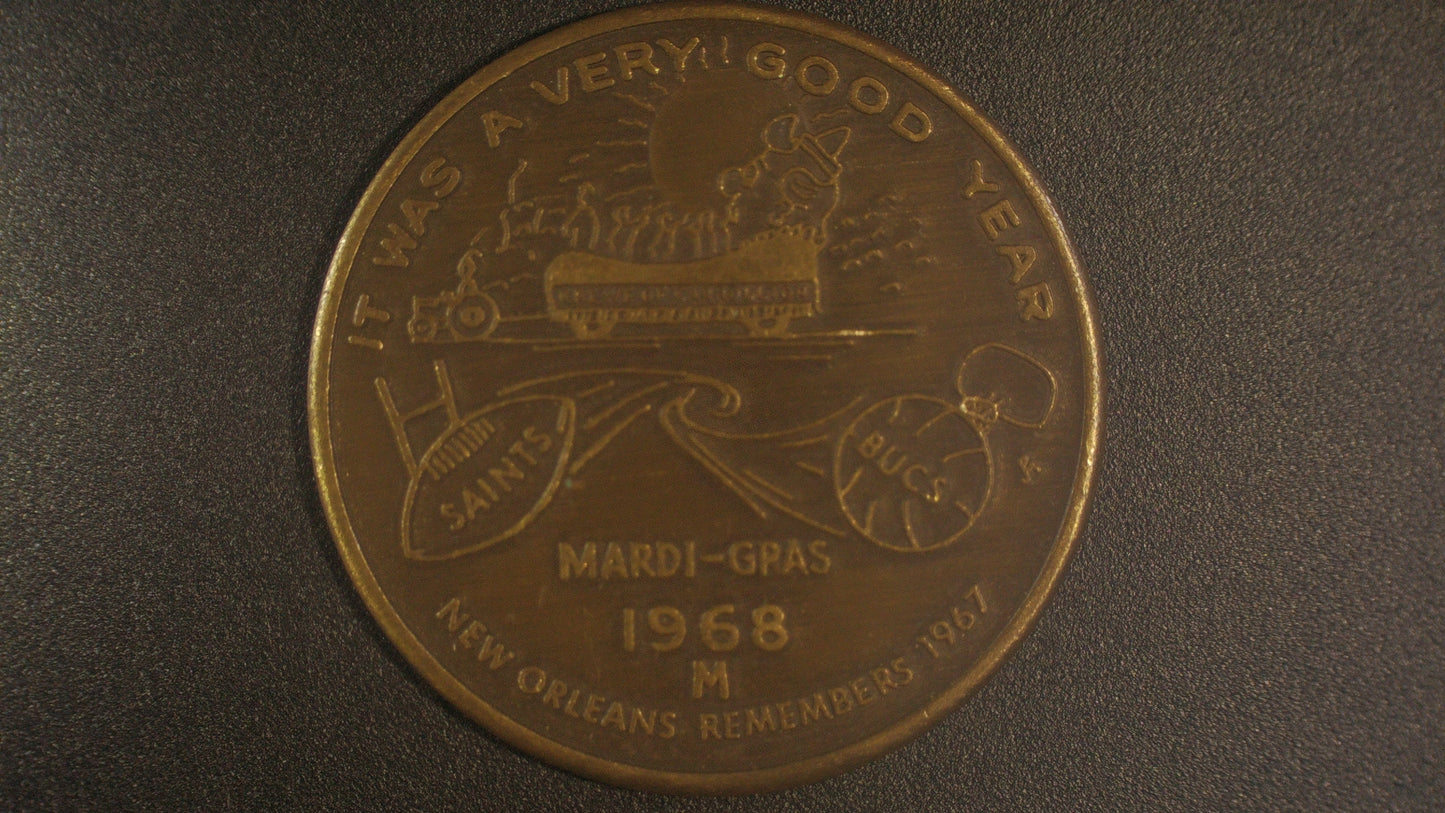 IT WAS A VERY GOOD YEAR
SAINTS
BUCS
MARDI-GRAS
1968
M
NEW ORLEANS REMEMBERS 1967